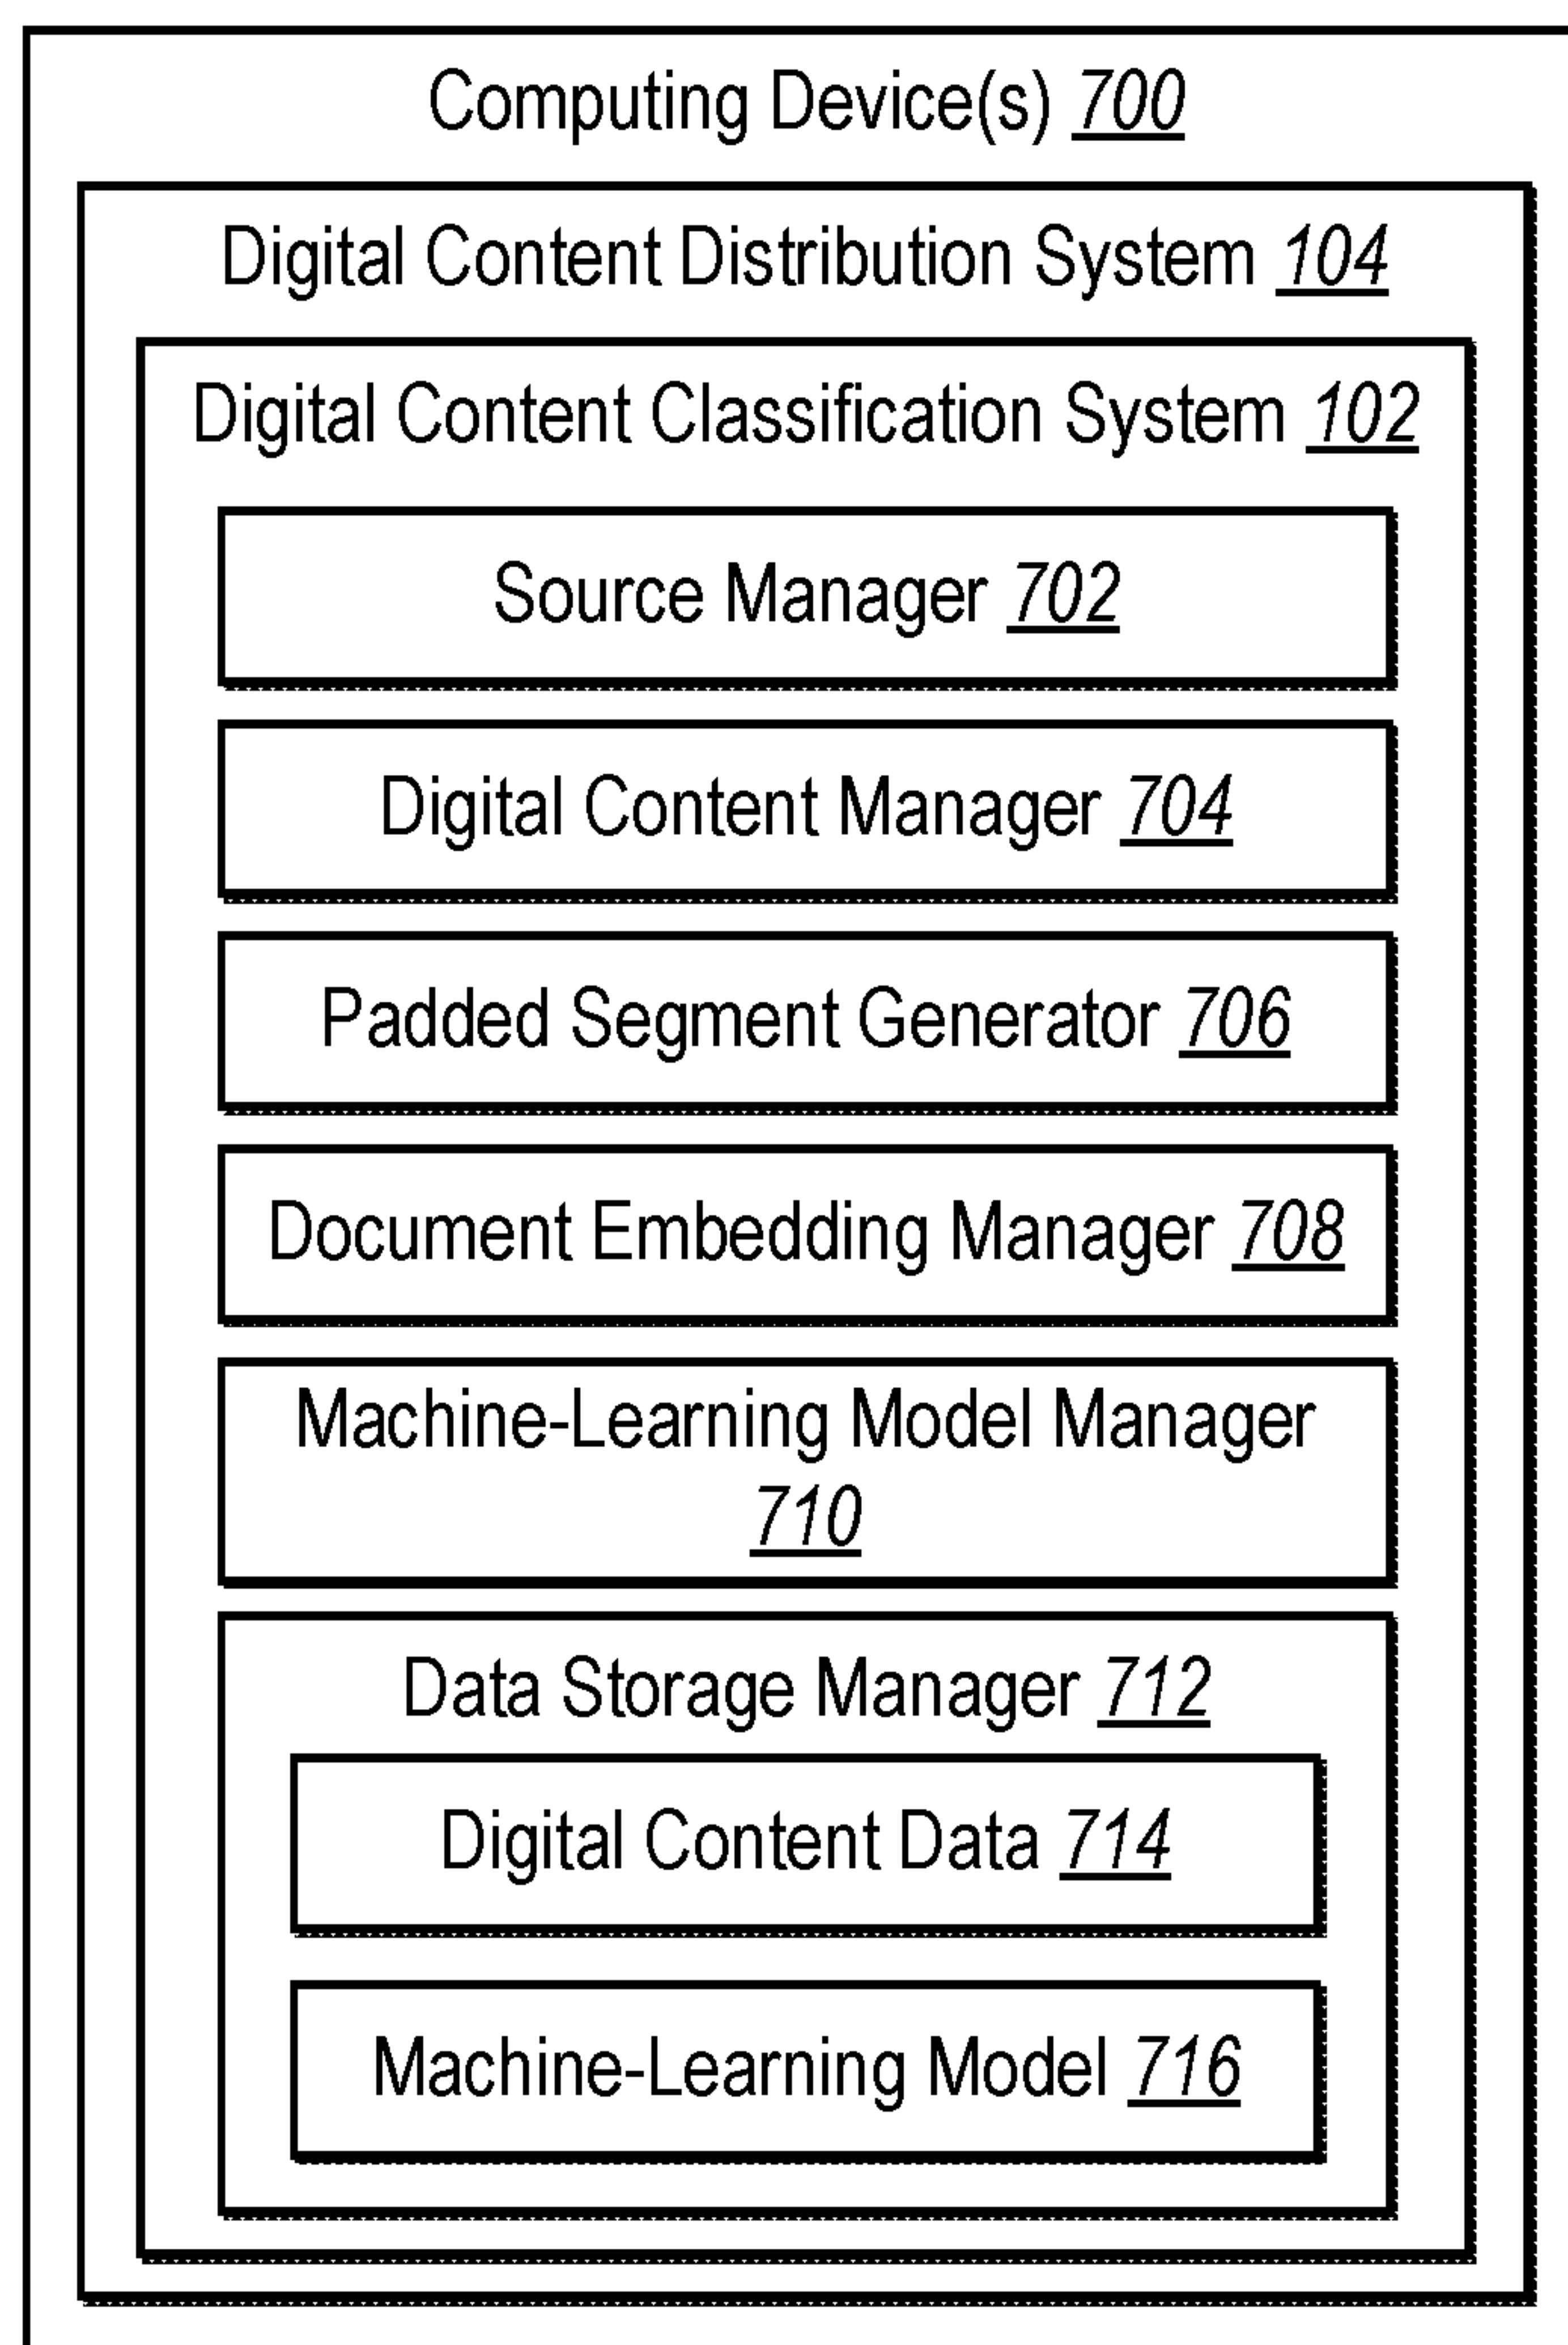 Computing Device(s) 700
Digital Content Distribution System 104
Digital Content Classification System 102
Source Manager 702
Digital Content Manager 704
Padded Segment Generator 706
Document Embedding Manager 708
Machine-Learning Model Manager
710
Data Storage Manager 712
Digital Content Data 714
Machine-Learning Model 716